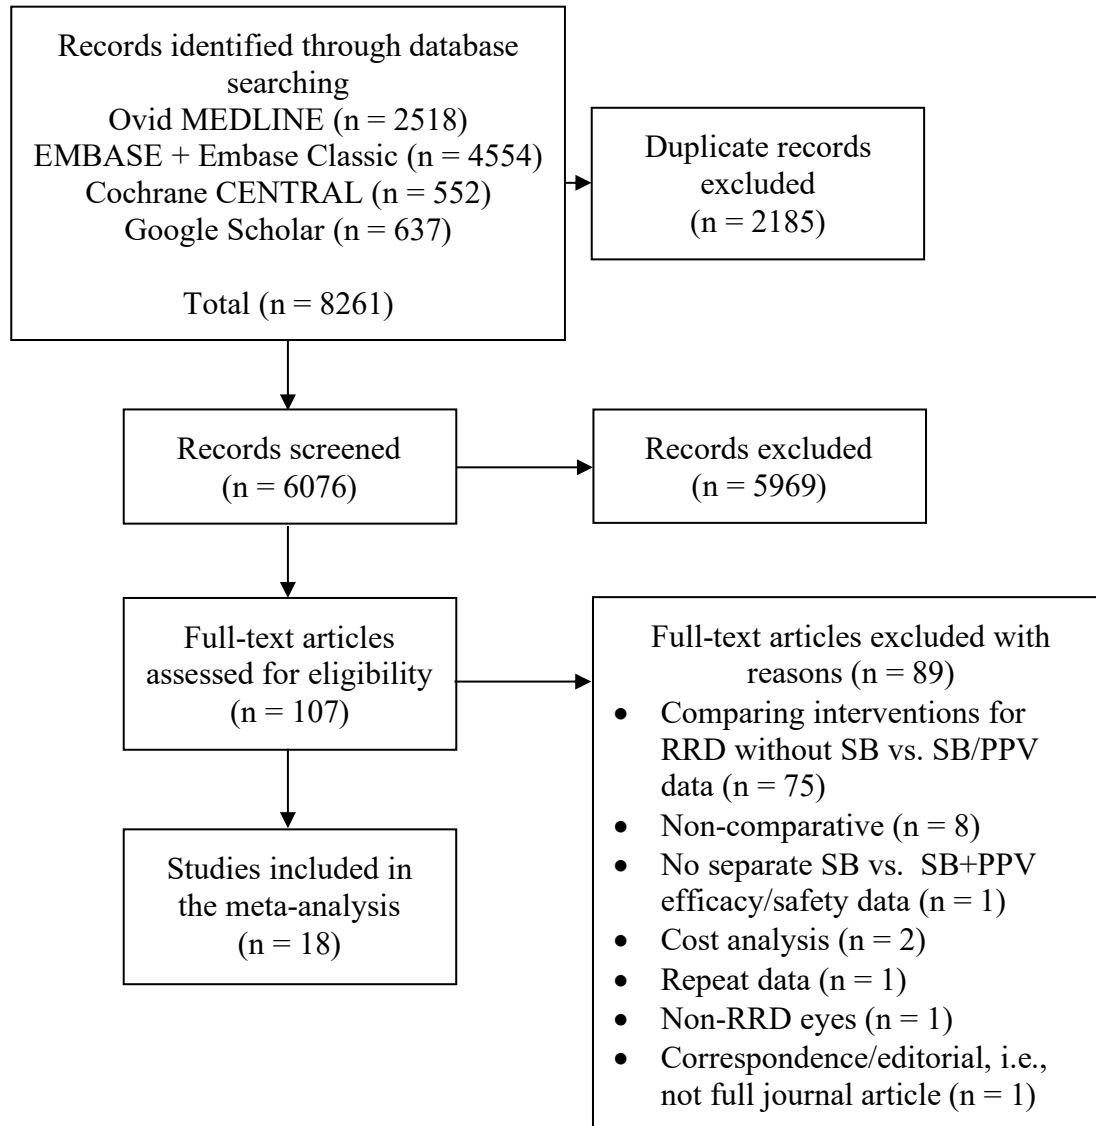 Records identified through database
searching
Ovid MEDLINE (n = 2518)
EMBASE + Embase Classic (n = 4554)
Cochrane CENTRAL (n = 552)
Google Scholar (n = 637)
Total (n = 8261)
Duplicate records
excluded
(n = 2185)
Records screened
(n = 6076)
Records excluded
(n = 5969)
Full-text articles
assessed for eligibility
(n = 107)
Full-text articles excluded with
reasons (n = 89)
• Comparing interventions for
RRD without SB vs. SB/PPV
data (n = 75)
• Non-comparative (n = 8)
• No separate SB vs. SB+PPV
efficacy/safety data (n = 1)
• Cost analysis (n = 2)
• Repeat data (n = 1)
• Non-RRD eyes (n = 1)
• Correspondence/editorial, i.e.,
not full journal article (n = 1)
Studies included in
the meta-analysis
(n = 18)